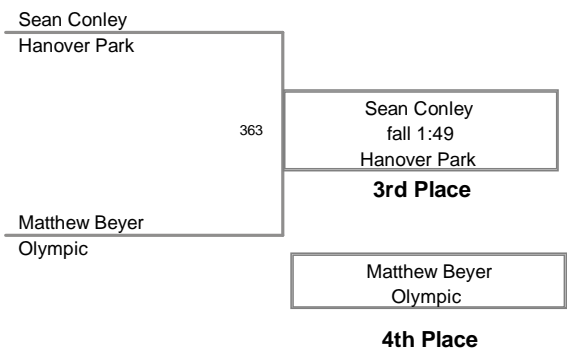 Sean Conley
Hanover Park
363
Sean Conley
fall 1:49
Hanover Park
3rd Place
Matthew Beyer
Olympic
Matthew Beyer
Olympic
4th Place